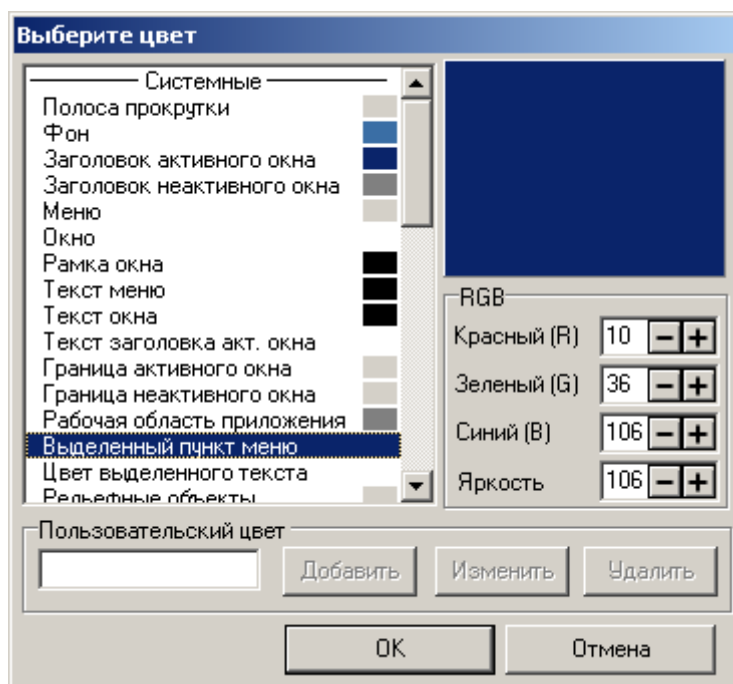 Выберите цвет
Системные
Полоса прокрутки
Фон
Заголовок активного окна
Заголовок неактивного окна
Меню
Окно
Рамка окна
Текст меню
Текст окна
Текст заголовка акт. окна
Граница активного окна
Граница неактивного окна
Рабочая область приложения
Выделенный пункт меню
Цвет выделенного текста
Рельефные объекты
RGB
Красный (R) 10
Зеленый (G) 36
Синий (B) 106
Яркость 106
Пользовательский цвет
Добавить Изменить Удалить
OK Отмена